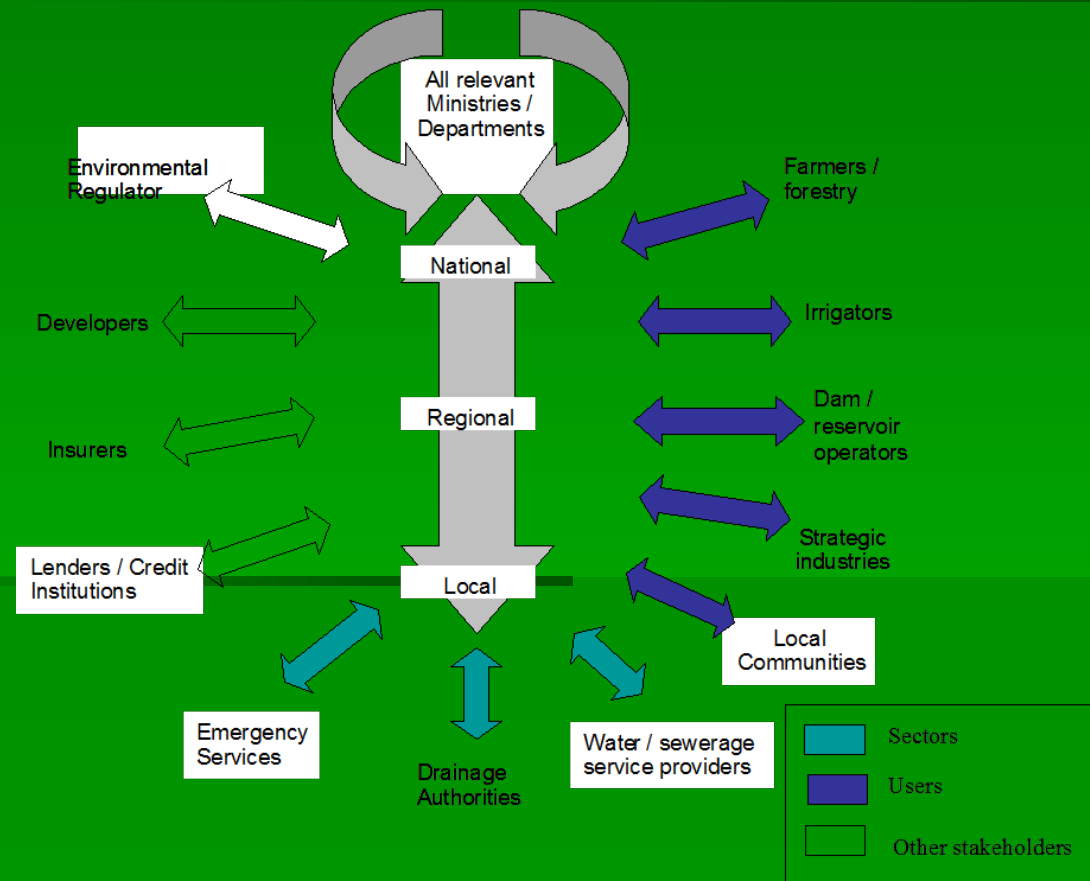 All relevant
Ministries /
Departments
Environmental
Regulator
Farmers /
forestry
National
Developers
Irrigators
Regional
Dam /
reservoir
operators
Insurers
Strategic
industries
Lenders / Credit
Institutions
Local
Local
Communities
Emergency
Services
Drainage
Authorities
Water / sewerage
service providers
Sectors
Users
Other stakeholders